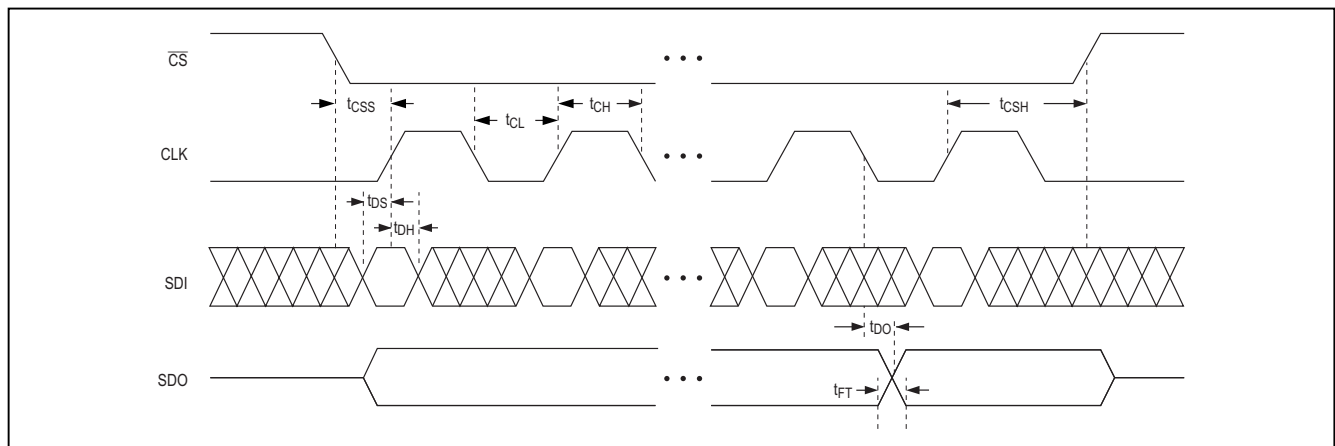 CS
tCSS
tCL
tCH
tCSH
CLK
tDS
tDH
SDI
tDO
SDO
tFT